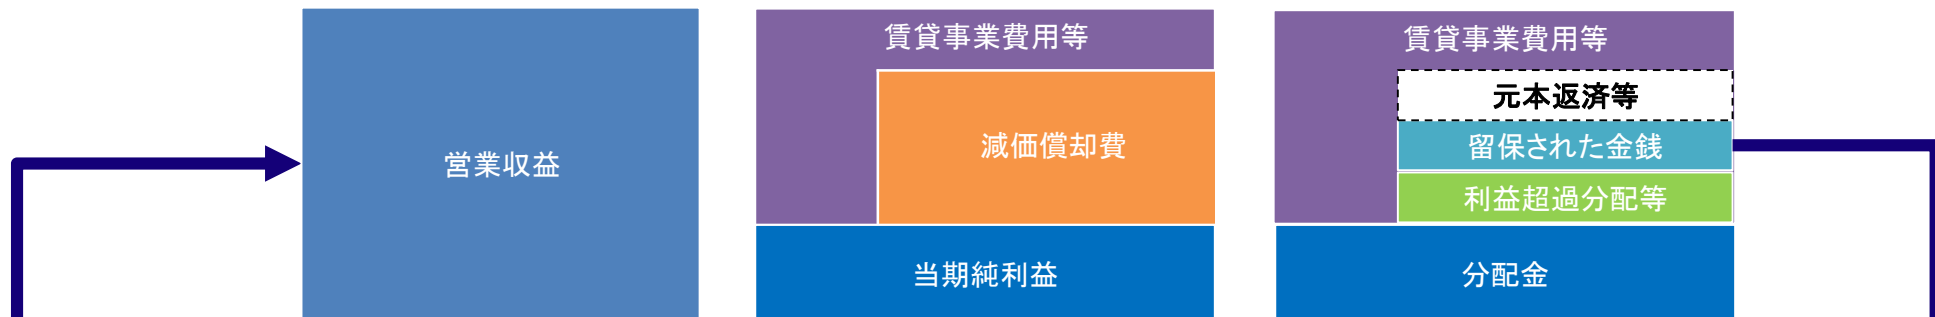 営業収益
賃貸事業費用等
減価償却費
当期純利益
賃貸事業費用等
元本返済等
留保された金銭
利益超過分配等
分配金